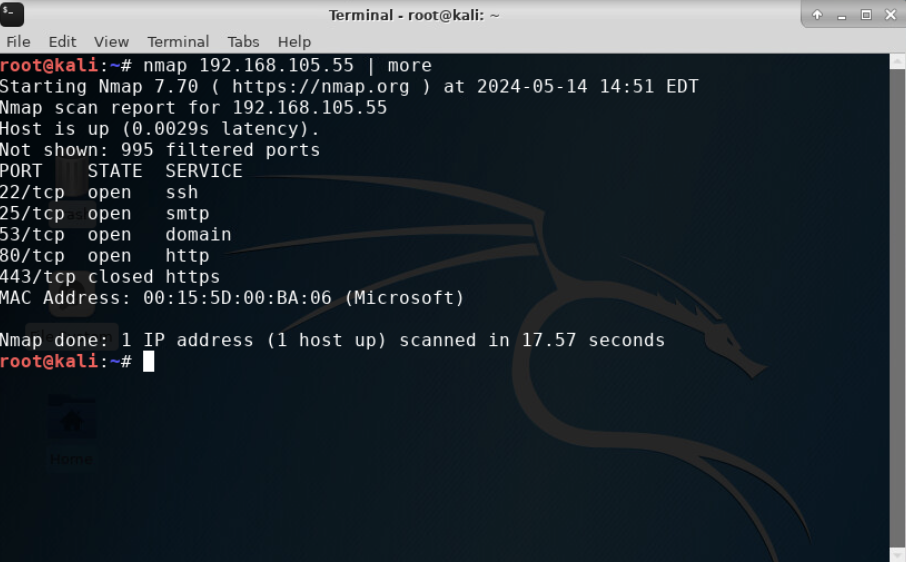 Terminal - root@kali: ~
File Edit View Terminal Tabs Help
root@kali:~# nmap 192.168.105.55 | more
Starting Nmap 7.70 ( https://nmap.org ) at 2024-05-14 14:51 EDT
Nmap scan report for 192.168.105.55
Host is up (0.0029s latency).
Not shown: 995 filtered ports
PORT    STATE  SERVICE
22/tcp  open   ssh
25/tcp  open   smtp
53/tcp  open   domain
80/tcp  open   http
443/tcp closed https
MAC Address: 00:15:5D:00:BA:06 (Microsoft)
Nmap done: 1 IP address (1 host up) scanned in 17.57 seconds
root@kali:~#
Home